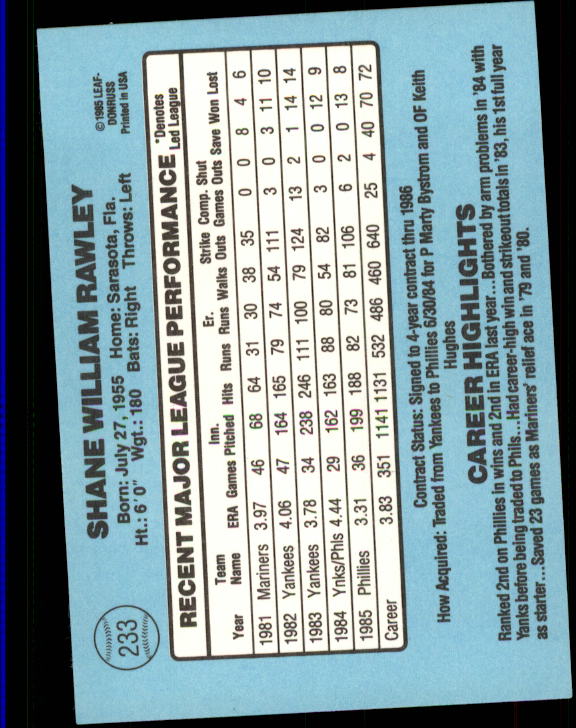 233
SHANE WILLIAM RAWLEY
©1985 LEAF-
DONRUSS
Printed in USA
Born: July 27, 1955 Home: Sarasota, Fla.
Ht.: 6'0" Wgt.: 180 Bats: Right Throws: Left
RECENT MAJOR LEAGUE PERFORMANCE *Denotes
Led League
Team Inn. Er. Strike Comp. Shut
Year Name ERA Games Pitched Hits Runs Runs Walks Outs Games Outs Save Won Lost
1981 Mariners 3.97 46 68 64 31 30 38 35 0 0 8 4 6
1982 Yankees 4.06 47 164 165 79 74 54 111 3 0 3 11 10
1983 Yankees 3.78 34 238 246 111 100 79 124 13 2 1 14 14
1984 Ynks/Phls 4.44 29 162 163 88 80 54 82 3 0 0 12 9
1985 Phillies 3.31 36 199 188 82 73 81 106 6 2 0 13 8
Career 3.83 351 1141 1131 532 486 460 640 25 4 40 70 72
Contract Status: Signed to 4-year contract thru 1986
How Acquired: Traded from Yankees to Phillies 6/30/84 for P Marty Bystrom and OF Keith
Hughes
CAREER HIGHLIGHTS
Ranked 2nd on Phillies in wins and 2nd in ERA last year...Bothered by arm problems in '84 with
Yanks before being traded to Phils...Had career-high win and strikeout totals in '83, his 1st full year
as starter...Saved 23 games as Mariners' relief ace in '79 and '80.